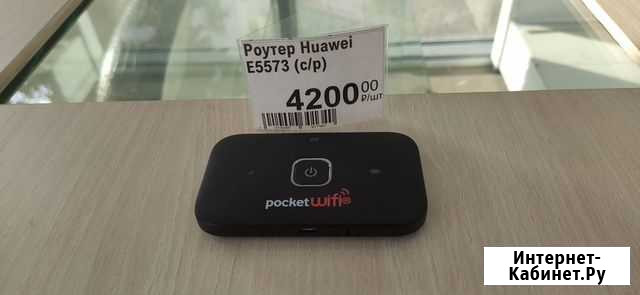 Роутер Huawei
E5573 (с/р)
4200 00
₽/шт
pocket wifi
Интернет-
Кабинет.Ру